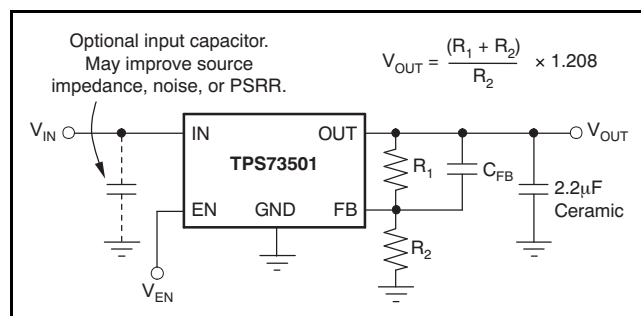 Optional input capacitor.
May improve source
impedance, noise, or PSRR.
V_OUT = (R_1 + R_2) / R_2 × 1.208
V_IN
IN
OUT
V_OUT
TPS73501
R_1
C_FB
2.2μF
Ceramic
EN
GND
FB
R_2
V_EN